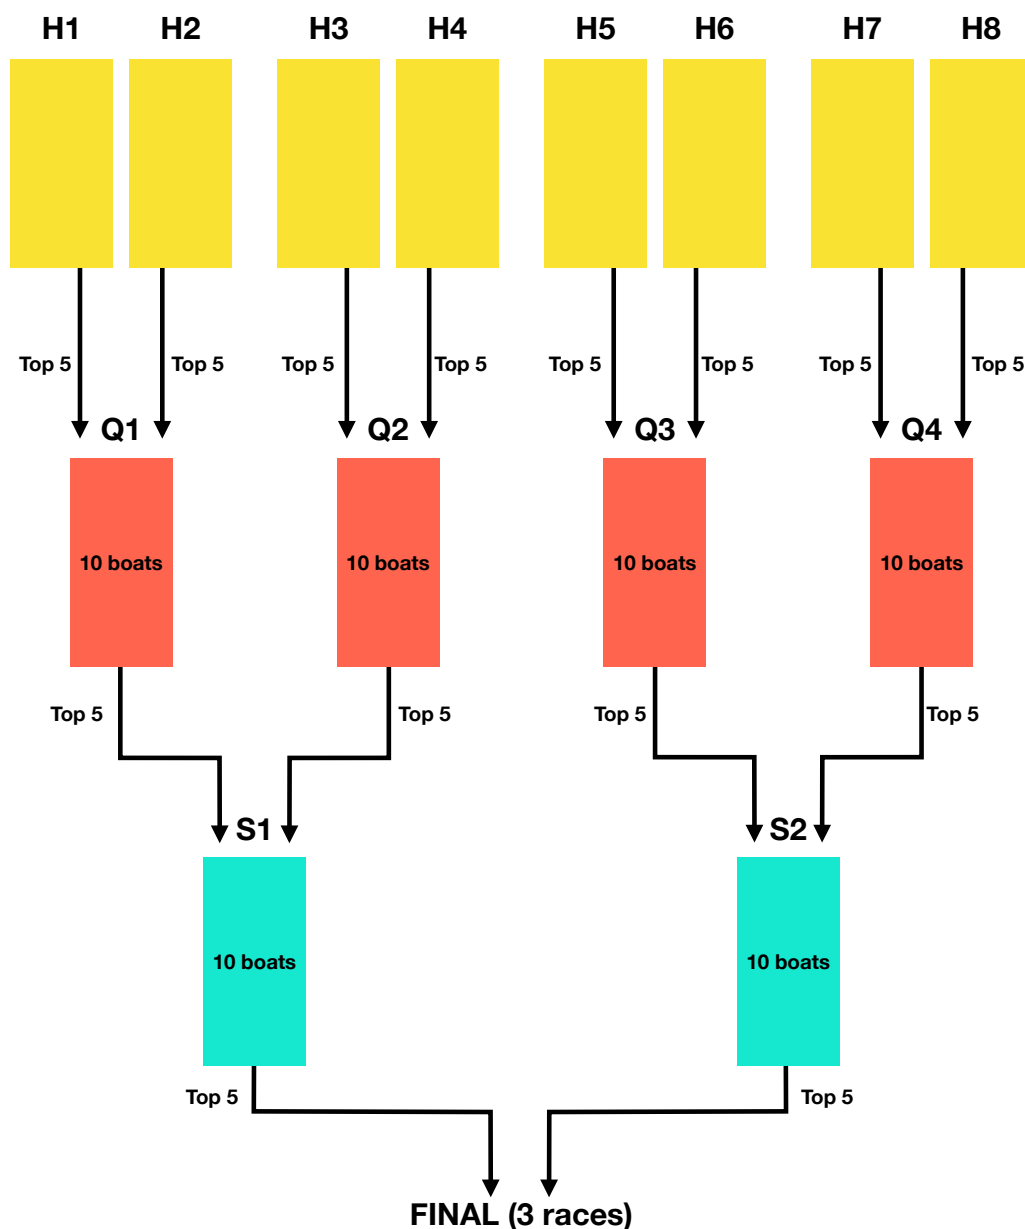 H1 H2 H3 H4 H5 H6 H7 H8
Top 5 Top 5 Top 5 Top 5 Top 5 Top 5 Top 5 Top 5
Q1 Q2 Q3 Q4
10 boats 10 boats 10 boats 10 boats
Top 5 Top 5 Top 5 Top 5
S1 S2
10 boats 10 boats
Top 5 Top 5
FINAL (3 races)